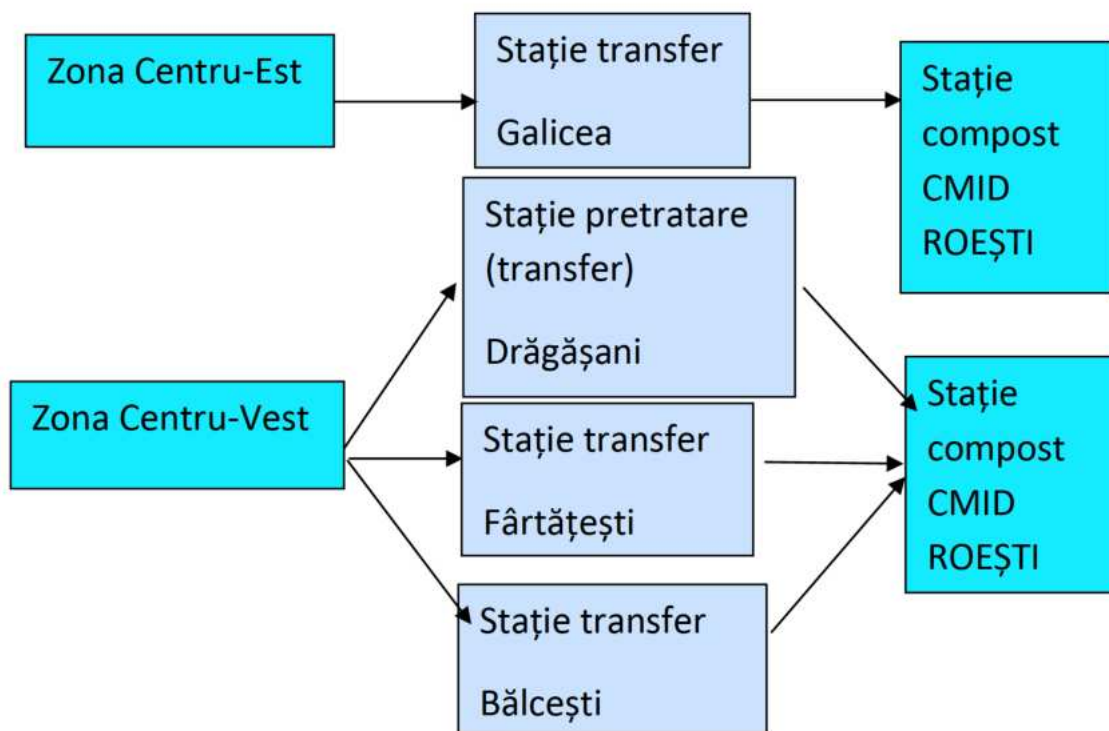 Zona Centru-Est
Stație transfer
Galicea
Stație
compost
CMID
ROEȘTI
Zona Centru-Vest
Stație pretratare
(transfer)
Drăgășani
Stație transfer
Fârtățești
Stație transfer
Bălcești
Stație
compost
CMID
ROEȘTI